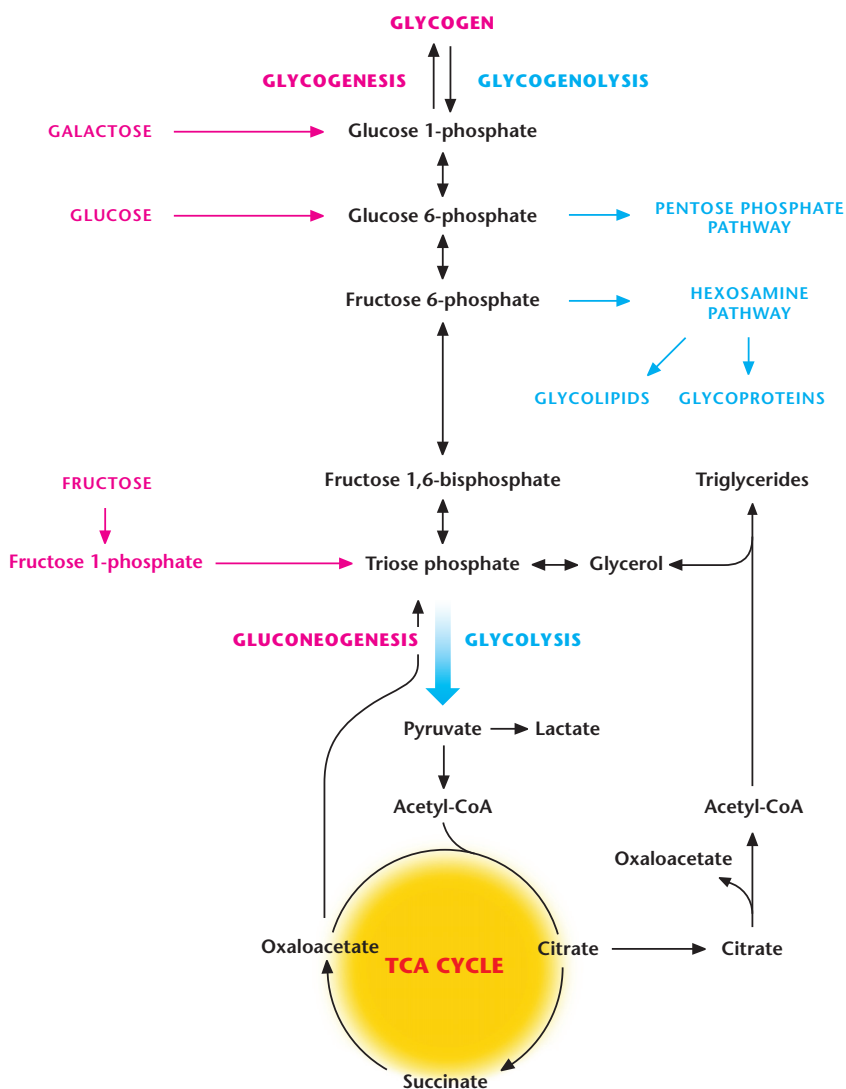 GLYCOGEN
GLYCOGENESIS
GLYCOGENOLYSIS
GALACTOSE
Glucose 1-phosphate
GLUCOSE
Glucose 6-phosphate
PENTOSE PHOSPHATE
PATHWAY
Fructose 6-phosphate
HEXOSAMINE
PATHWAY
GLYCOLIPIDS
GLYCOPROTEINS
FRUCTOSE
Fructose 1,6-bisphosphate
Triglycerides
Fructose 1-phosphate
Triose phosphate
Glycerol
GLUCONEOGENESIS
GLYCOLYSIS
Pyruvate
Lactate
Acetyl-CoA
Acetyl-CoA
Oxaloacetate
Oxaloacetate
TCA CYCLE
Citrate
Citrate
Succinate